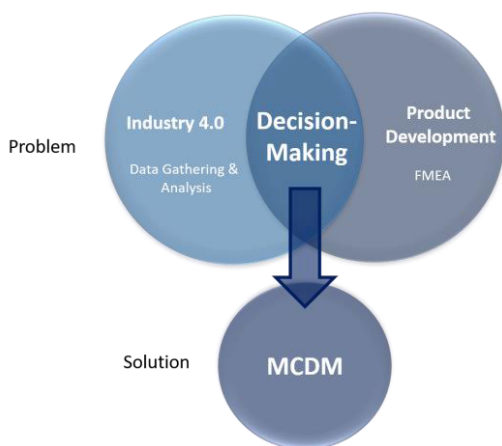 Problem
Industry 4.0
Data Gathering &
Analysis
Decision-
Making
Product
Development
FMEA
Solution
MCDM